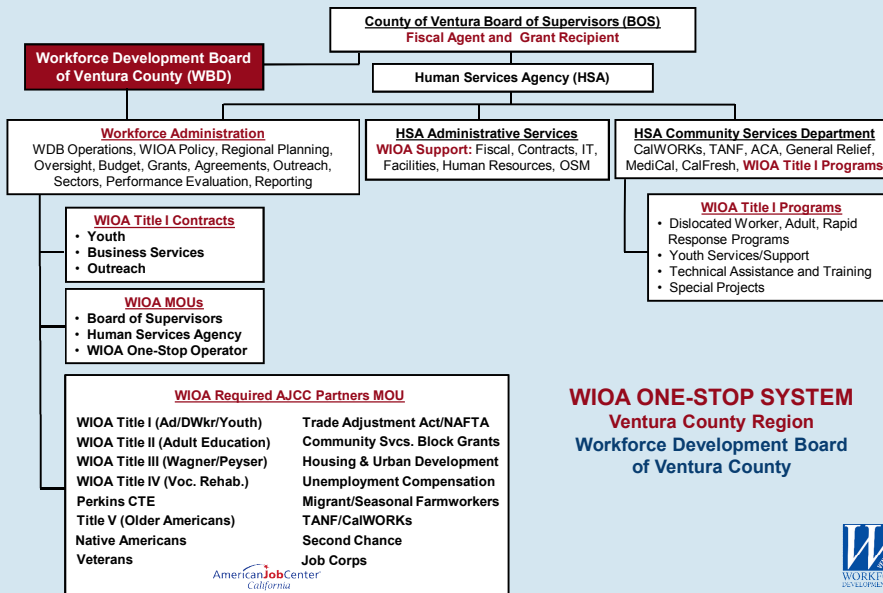 County of Ventura Board of Supervisors (BOS)
Fiscal Agent and Grant Recipient
Workforce Development Board
of Ventura County (WBD)
Human Services Agency (HSA)
Workforce Administration
WDB Operations, WIOA Policy, Regional Planning,
Oversight, Budget, Grants, Agreements, Outreach,
Sectors, Performance Evaluation, Reporting
HSA Administrative Services
WIOA Support: Fiscal, Contracts, IT,
Facilities, Human Resources, OSM
HSA Community Services Department
CalWORKs, TANF, ACA, General Relief,
MediCal, CalFresh, WIOA Title I Programs
WIOA Title I Contracts
• Youth
• Business Services
• Outreach
WIOA Title I Programs
• Dislocated Worker, Adult, Rapid
Response Programs
• Youth Services/Support
• Technical Assistance and Training
• Special Projects
WIOA MOUs
• Board of Supervisors
• Human Services Agency
• WIOA One-Stop Operator
WIOA Required AJCC Partners MOU
WIOA Title I (Ad/DWkr/Youth)
WIOA Title II (Adult Education)
WIOA Title III (Wagner/Peyser)
WIOA Title IV (Voc. Rehab.)
Perkins CTE
Title V (Older Americans)
Native Americans
Veterans
Trade Adjustment Act/NAFTA
Community Svcs. Block Grants
Housing & Urban Development
Unemployment Compensation
Migrant/Seasonal Farmworkers
TANF/CalWORKs
Second Chance
Job Corps
AmericanJobCenter
California
WIOA ONE-STOP SYSTEM
Ventura County Region
Workforce Development Board
of Ventura County
W